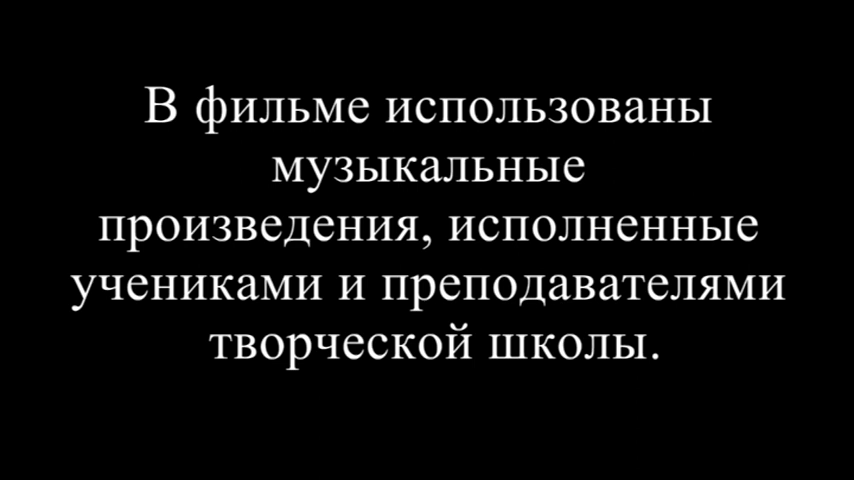 В фильме использованы
музыкальные
произведения, исполненные
учениками и преподавателями
творческой школы.